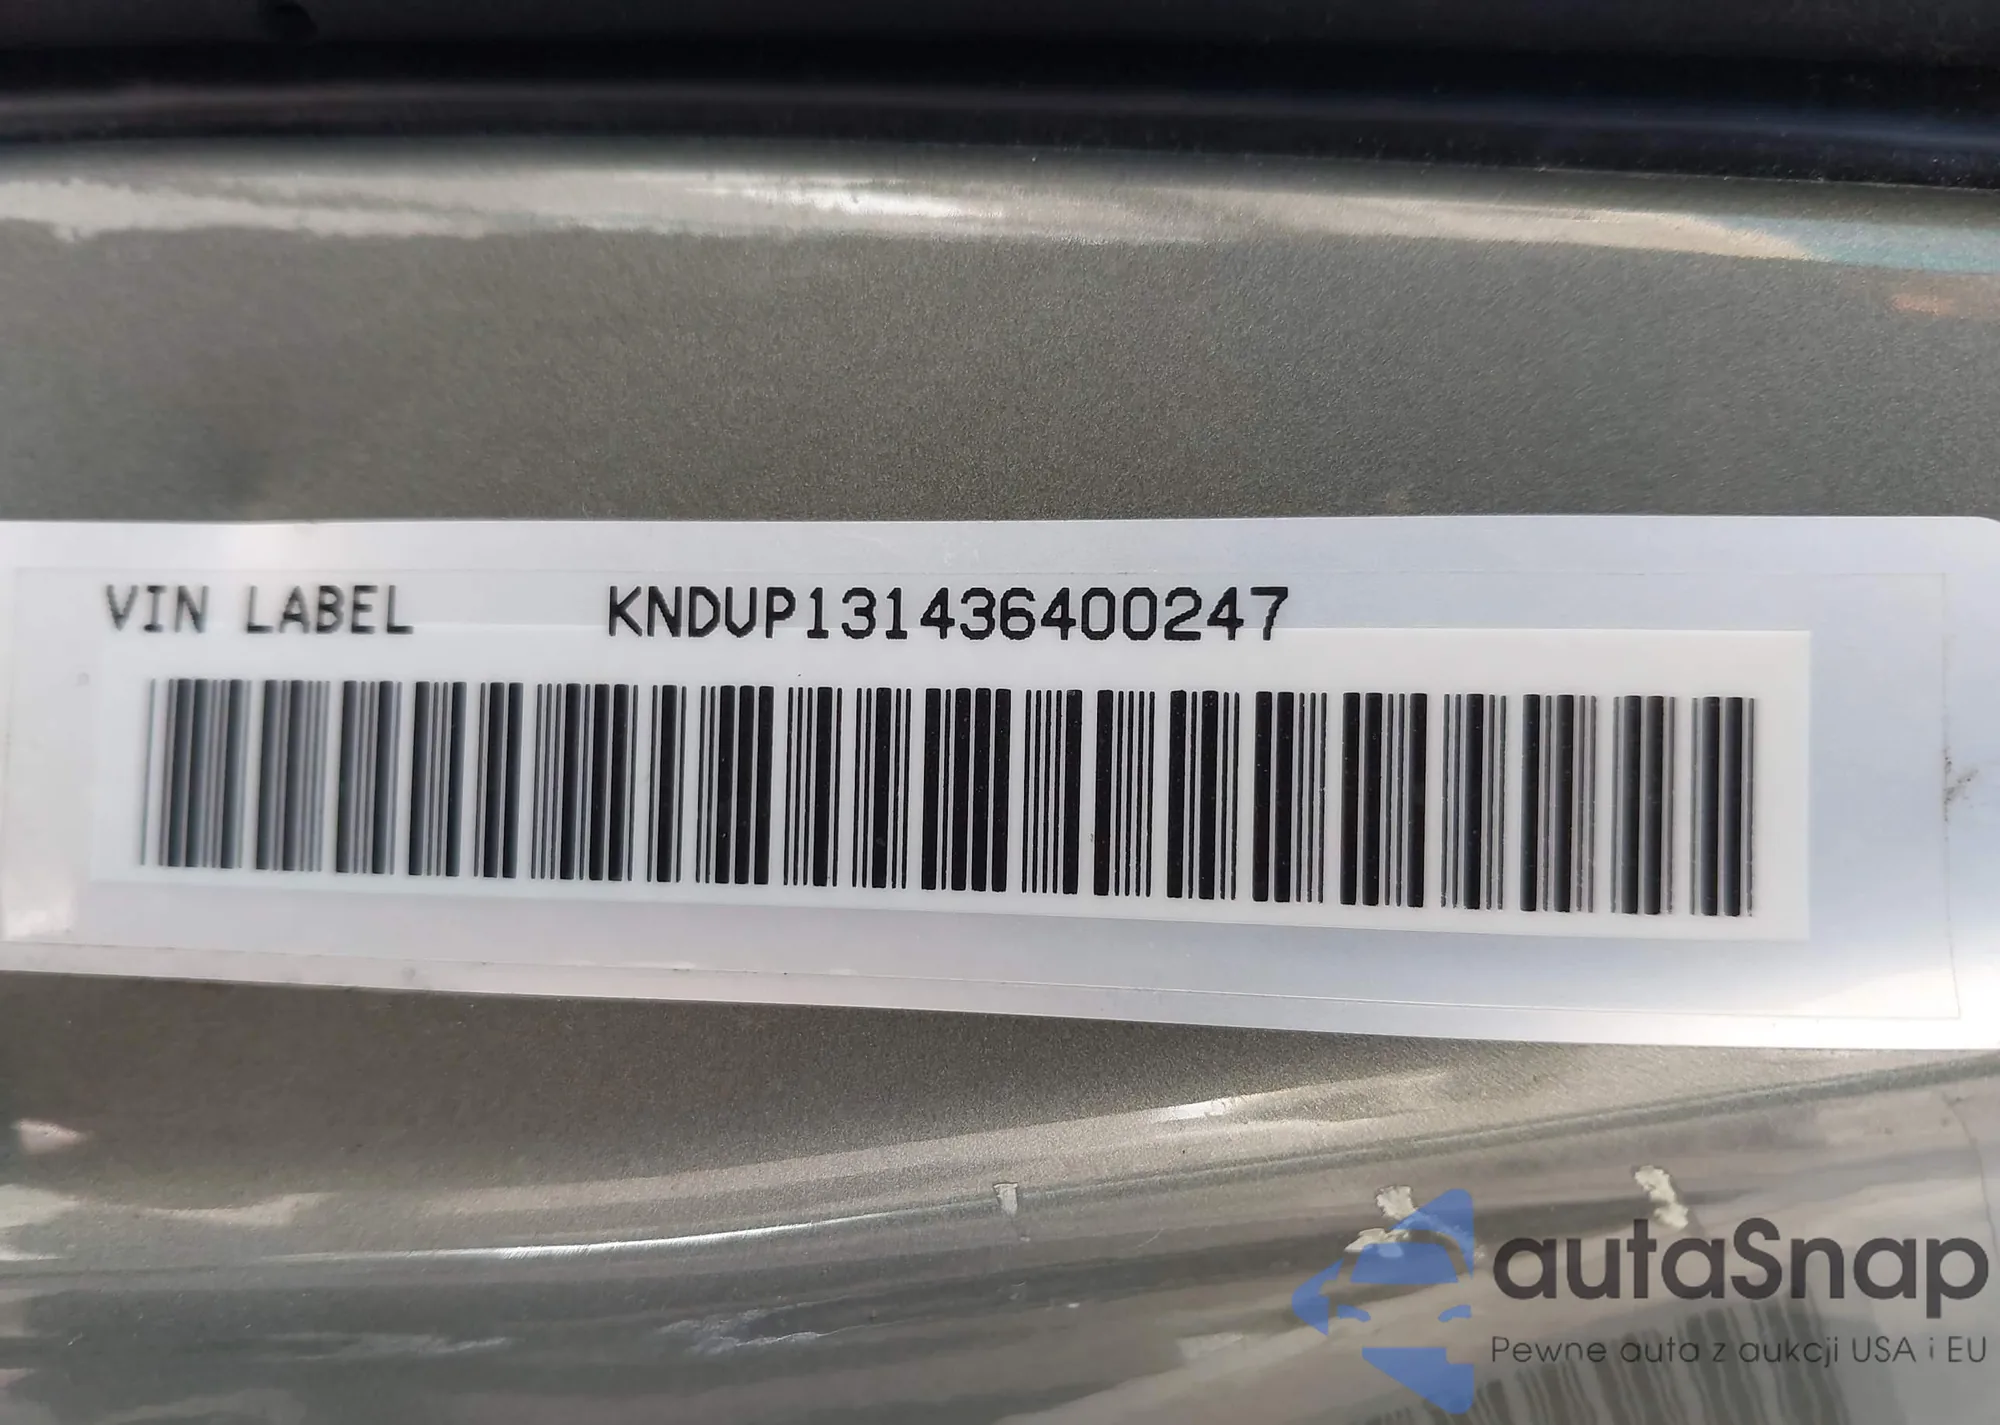 VIN LABEL KNDUP131436400247
autaSnap
Pewne auta z aukcji USA i EU